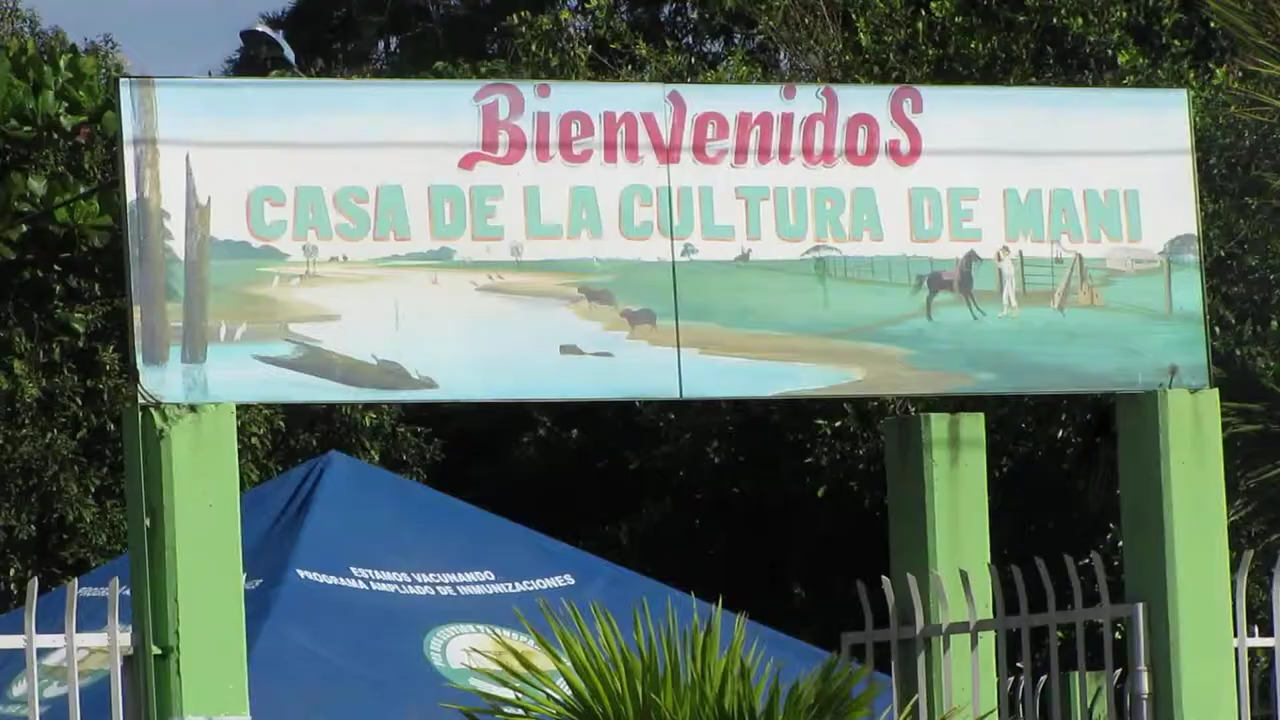 Bienvenidos
CASA DE LA CULTURA DE MANI
ESTAMOS VACUNANDO
PROGRAMA AMPLIADO DE INMUNIZACIONES